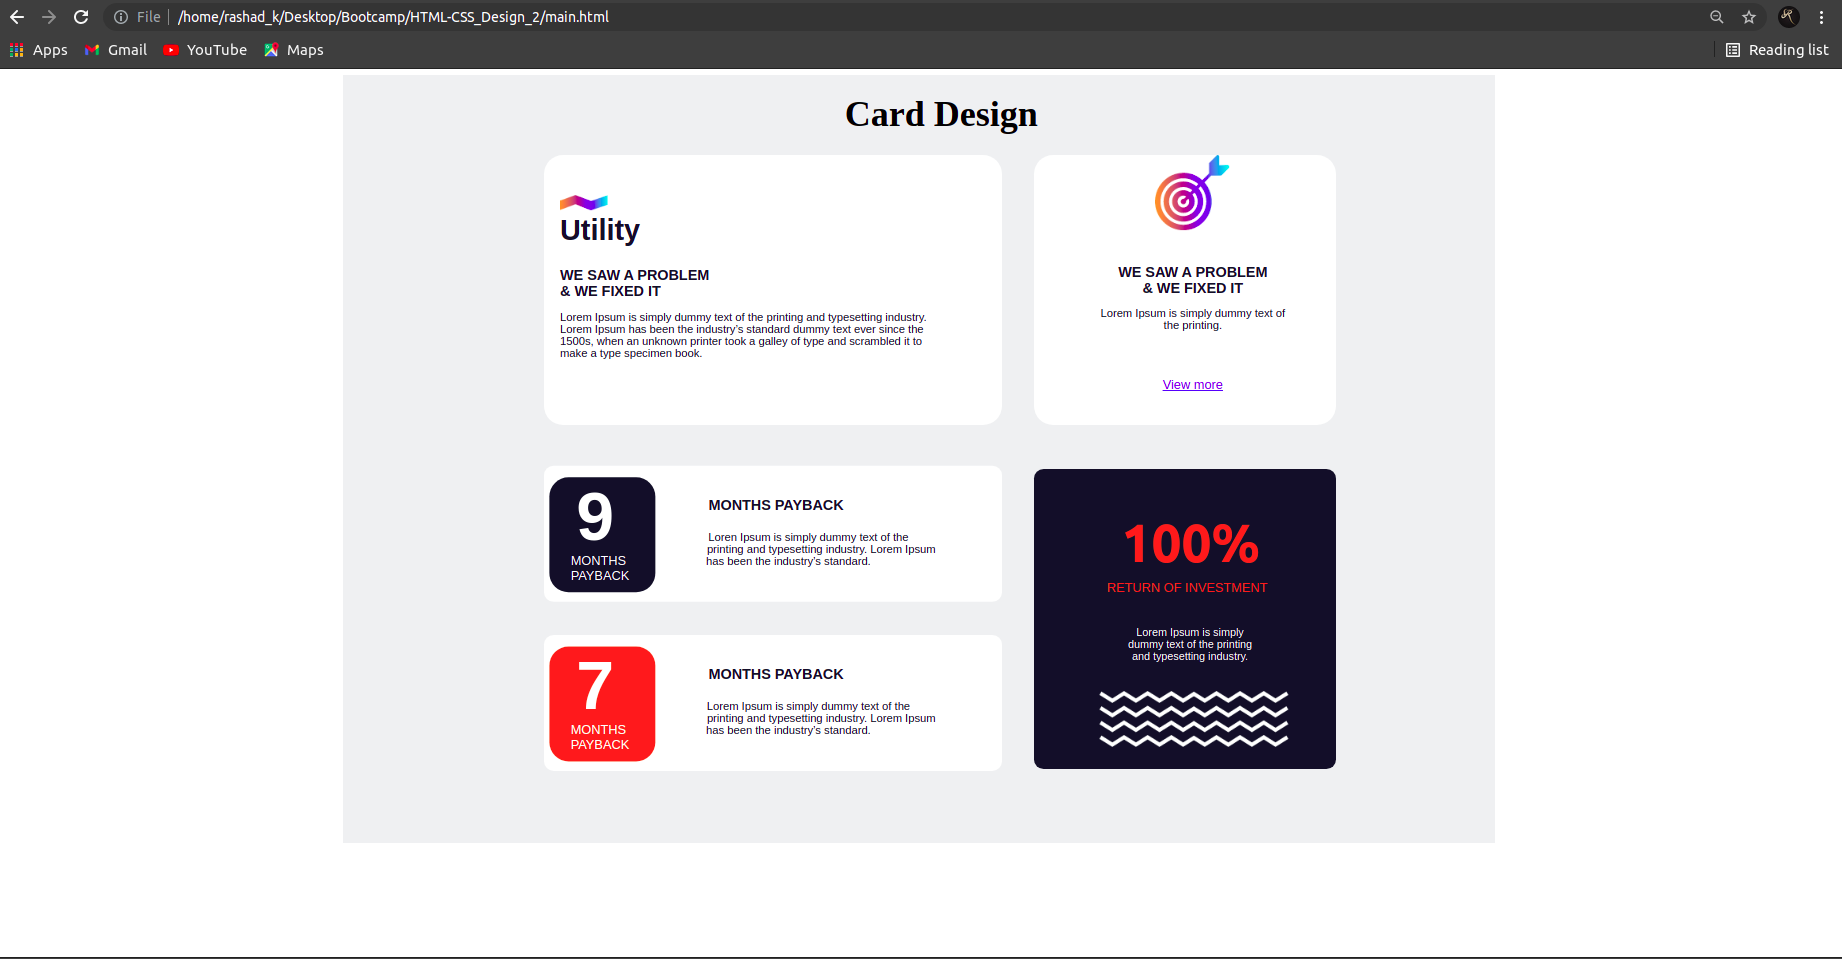 File | /home/rashad_k/Desktop/Bootcamp/HTML-CSS_Design_2/main.html
Apps Gmail YouTube Maps Reading list
Card Design
Utility
WE SAW A PROBLEM
& WE FIXED IT
Lorem Ipsum is simply dummy text of the printing and typesetting industry.
Lorem Ipsum has been the industry's standard dummy text ever since the
1500s, when an unknown printer took a galley of type and scrambled it to
make a type specimen book.
WE SAW A PROBLEM
& WE FIXED IT
Lorem Ipsum is simply dummy text of
the printing.
View more
9
MONTHS
PAYBACK
MONTHS PAYBACK
Loren Ipsum is simply dummy text of the
printing and typesetting industry. Lorem Ipsum
has been the industry's standard.
7
MONTHS
PAYBACK
MONTHS PAYBACK
Lorem Ipsum is simply dummy text of the
printing and typesetting industry. Lorem Ipsum
has been the industry's standard.
100%
RETURN OF INVESTMENT
Lorem Ipsum is simply
dummy text of the printing
and typesetting industry.